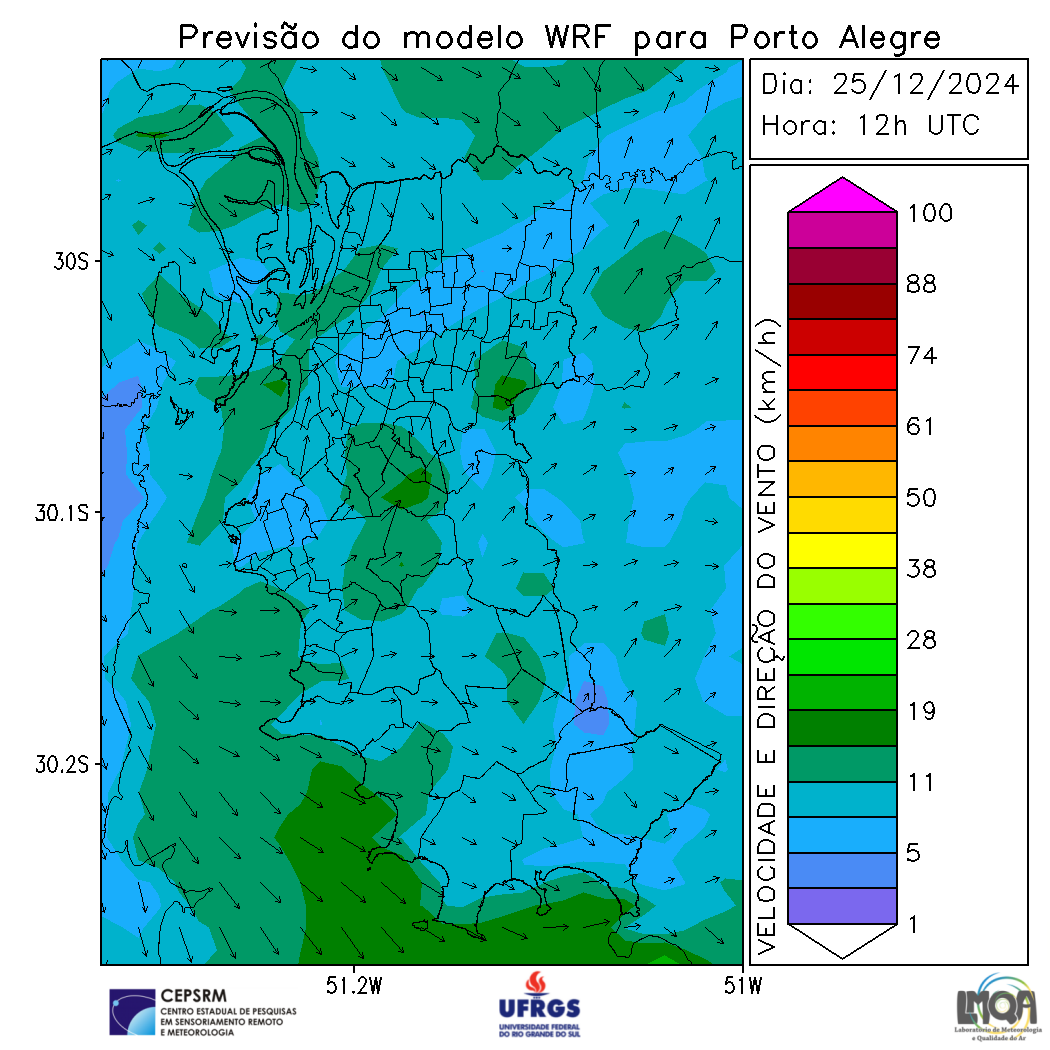 Previsão do modelo WRF para Porto Alegre
Dia: 25/12/2024
Hora: 12h UTC
100
88
74
61
50
38
28
19
11
5
1
VELOCIDADE E DIREÇÃO DO VENTO (km/h)
30S
30.1S
30.2S
51.2W
51W
CEPSRM
CENTRO ESTADUAL DE PESQUISAS
EM SENSORIAMENTO REMOTO
E METEOROLOGIA
UFRGS
UNIVERSIDADE FEDERAL
DO RIO GRANDE DO SUL
LMQA
Laboratório de Meteorologia
e Qualidade do Ar